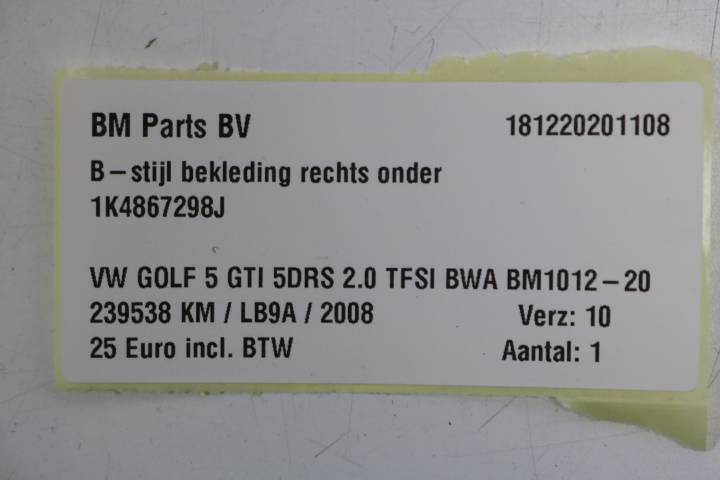 BM Parts BV 181220201108
B-stijl bekleding rechts onder
1K4867298J
VW GOLF 5 GTI 5DRS 2.0 TFSI BWA BM1012-20
239538 KM / LB9A / 2008 Verz: 10
25 Euro incl. BTW Aantal: 1